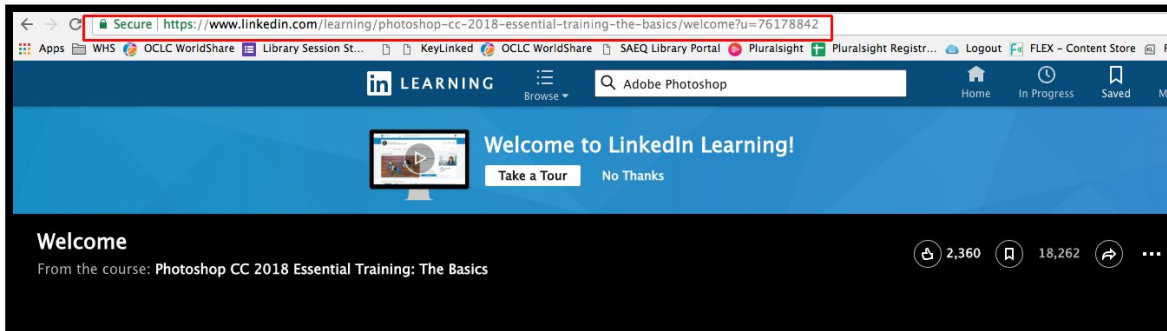 Secure | https://www.linkedin.com/learning/photoshop-cc-2018-essential-training-the-basics/welcome?u=76178842
Apps WHS OCLC WorldShare Library Session St... KeyLinked OCLC WorldShare SAEQ Library Portal Pluralsight Pluralsight Registr... Logout FLEX - Content Store
in LEARNING Browse Adobe Photoshop Home In Progress Saved
Welcome to LinkedIn Learning!
Take a Tour No Thanks
Welcome
2,360 18,262
From the course: Photoshop CC 2018 Essential Training: The Basics